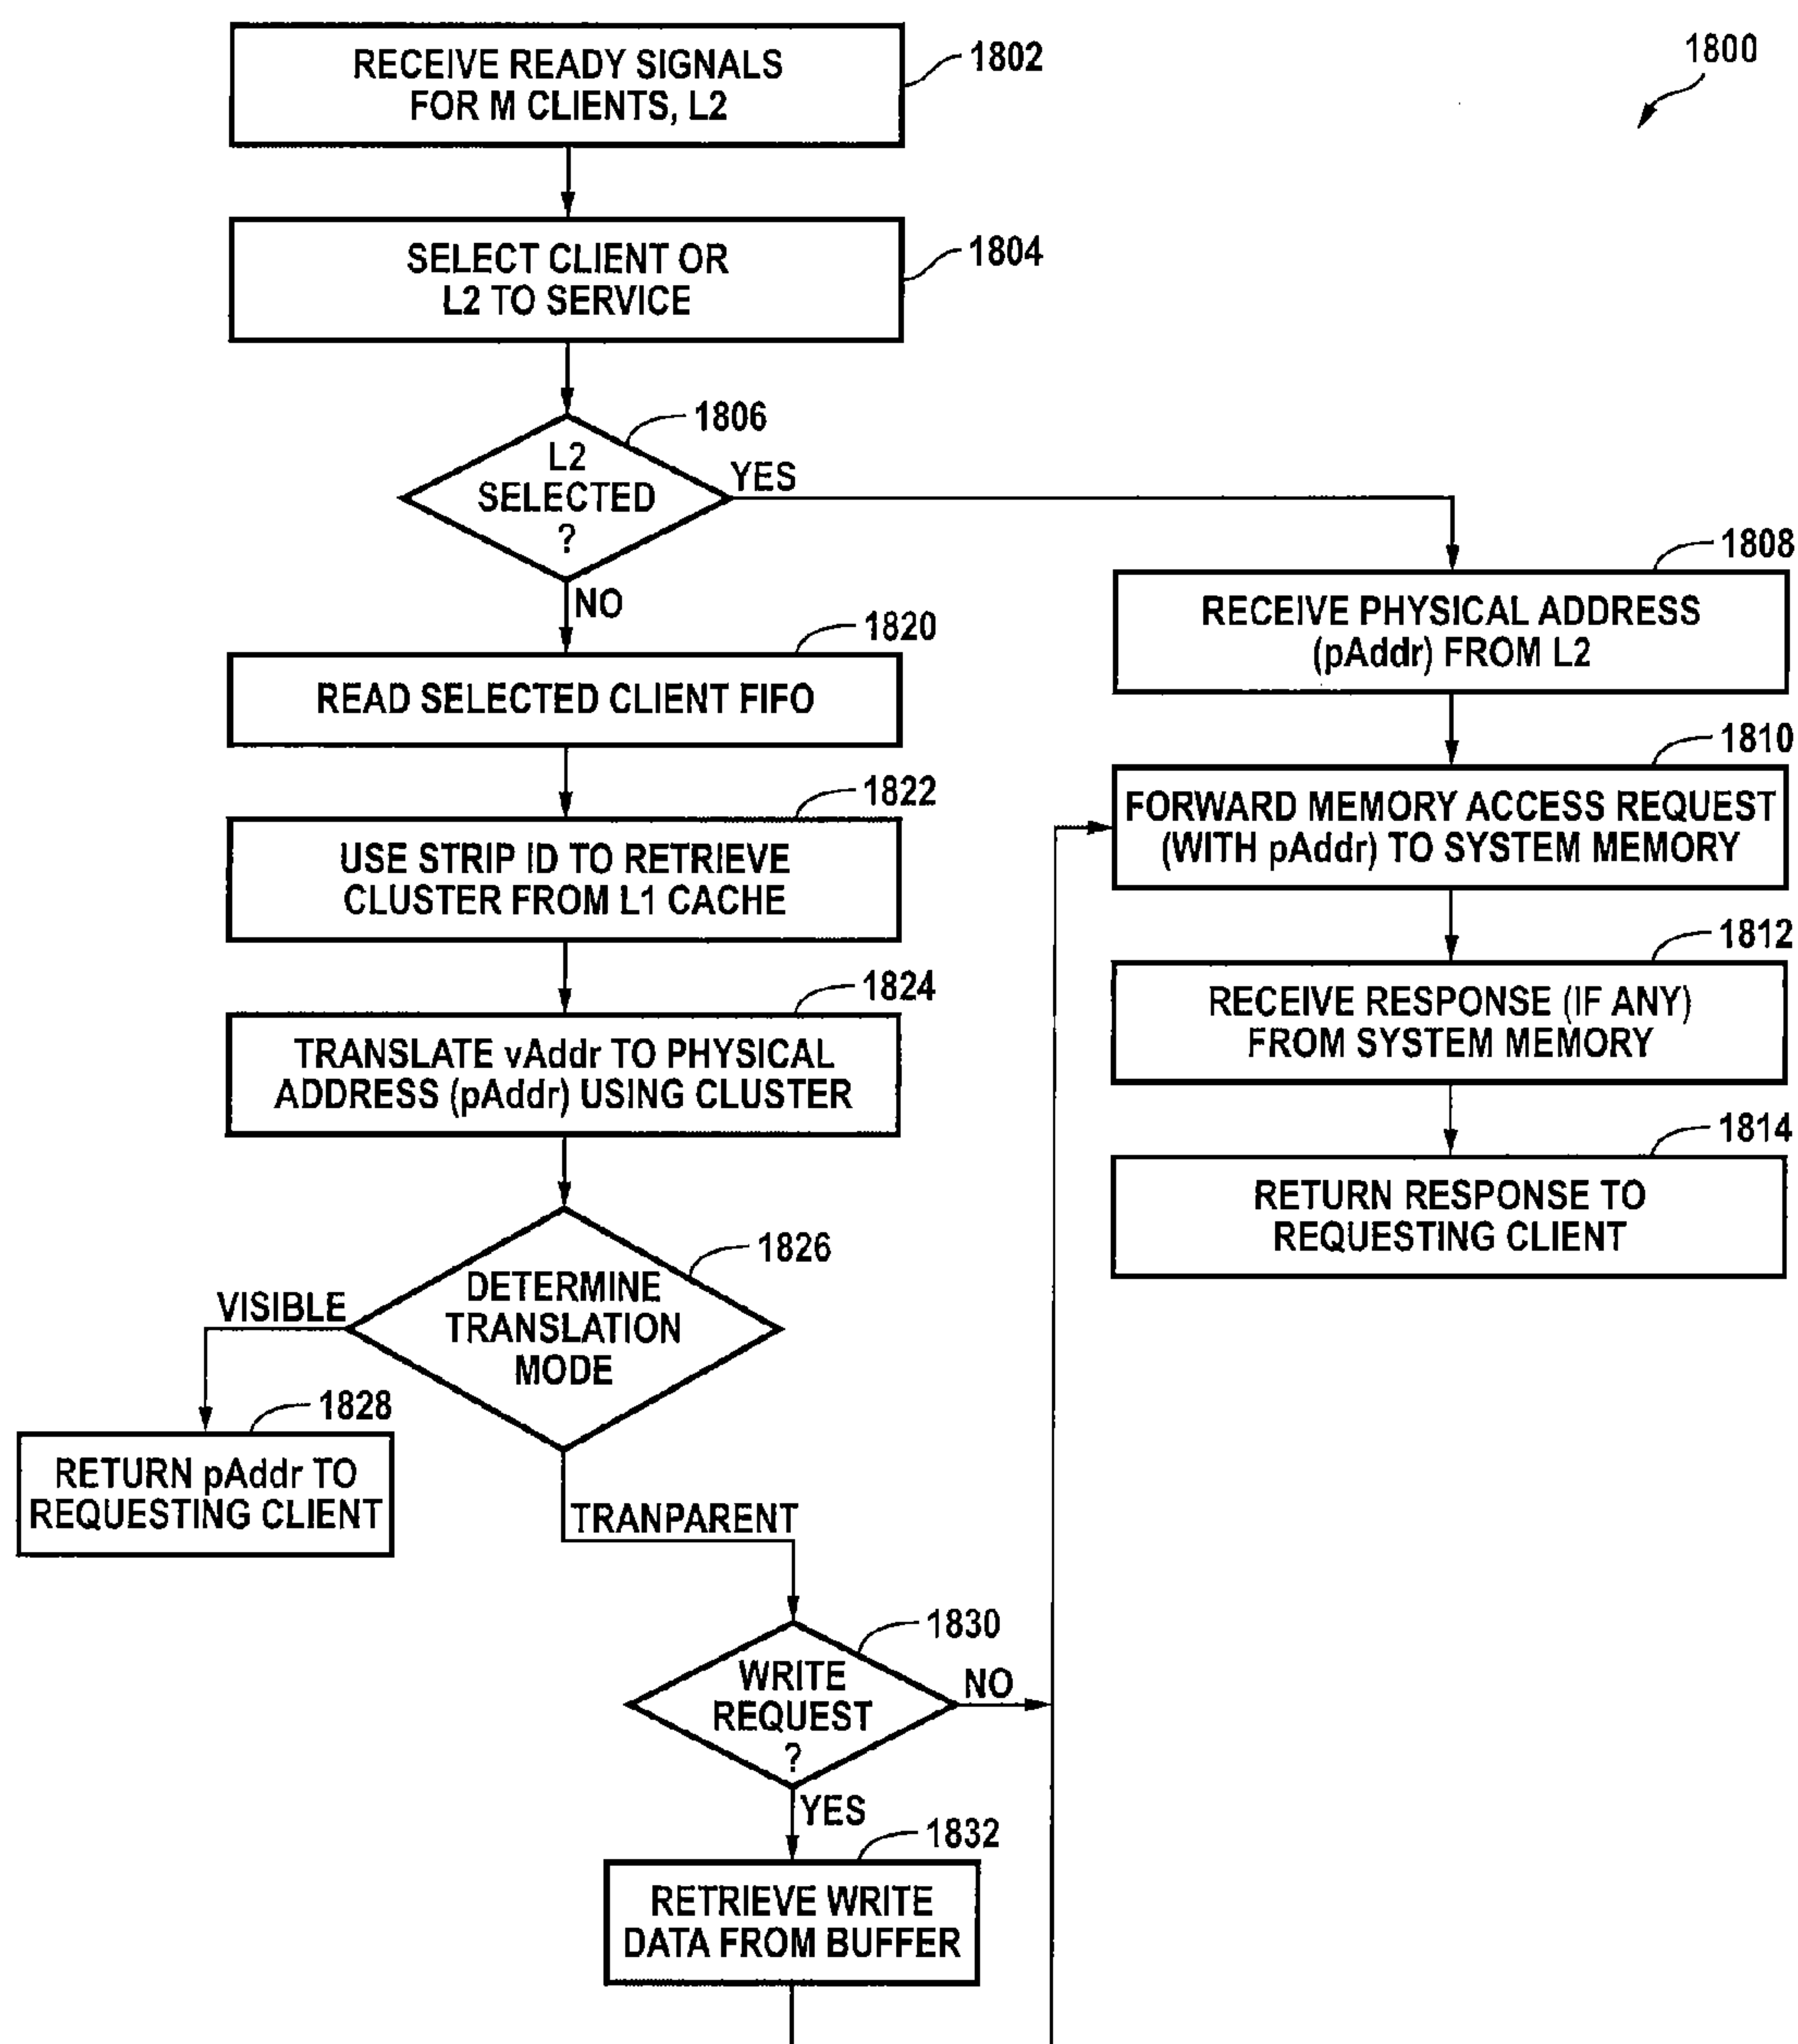 1800
RECEIVE READY SIGNALS
FOR M CLIENTS, L2
1802
SELECT CLIENT OR
L2 TO SERVICE
1804
L2
SELECTED
?
1806
YES
NO
RECEIVE PHYSICAL ADDRESS
(pAddr) FROM L2
1808
FORWARD MEMORY ACCESS REQUEST
(WITH pAddr) TO SYSTEM MEMORY
1810
RECEIVE RESPONSE (IF ANY)
FROM SYSTEM MEMORY
1812
RETURN RESPONSE TO
REQUESTING CLIENT
1814
READ SELECTED CLIENT FIFO
1820
USE STRIP ID TO RETRIEVE
CLUSTER FROM L1 CACHE
1822
TRANSLATE vAddr TO PHYSICAL
ADDRESS (pAddr) USING CLUSTER
1824
DETERMINE
TRANSLATION
MODE
1826
VISIBLE
RETURN pAddr TO
REQUESTING CLIENT
1828
TRANPARENT
WRITE
REQUEST
?
1830
NO
YES
RETRIEVE WRITE
DATA FROM BUFFER
1832